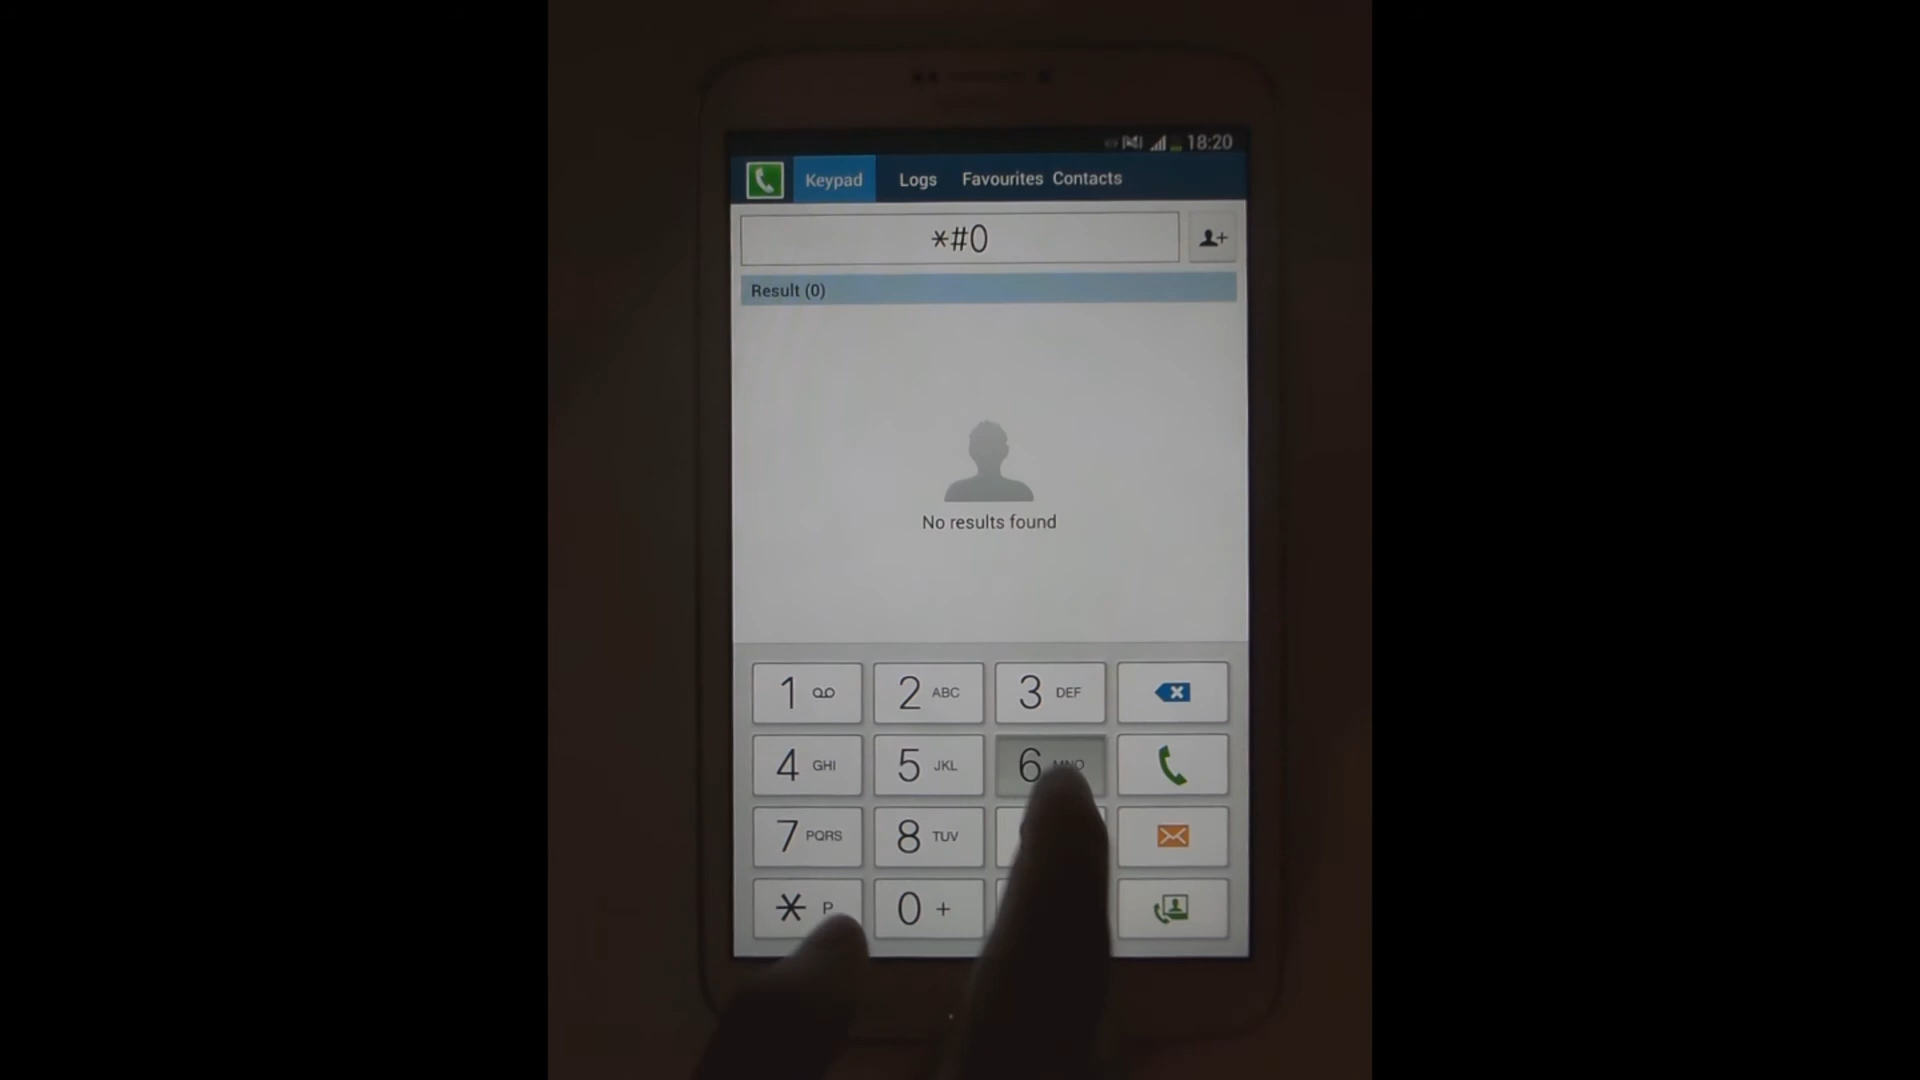 18:20
Keypad Logs Favourites Contacts
*#0
Result (0)
No results found
1 2 ABC 3 DEF
4 GHI 5 JKL 6 MNO
7 PQRS 8 TUV
* P 0 +